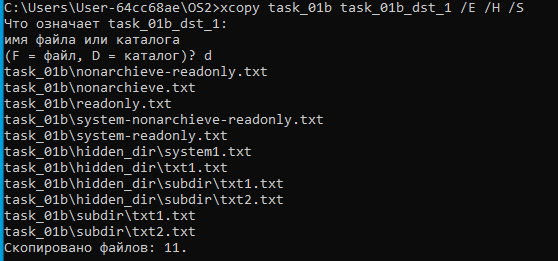 C:\Users\User-64cc68ae\OS2>xcopy task_01b task_01b_dst_1 /E /H /S
Что означает task_01b_dst_1:
имя файла или каталога
(F = файл, D = каталог)? d
task_01b\nonarchieve-readonly.txt
task_01b\nonarchieve.txt
task_01b\readonly.txt
task_01b\system-nonarchieve-readonly.txt
task_01b\system-readonly.txt
task_01b\hidden_dir\system1.txt
task_01b\hidden_dir\txt1.txt
task_01b\hidden_dir\subdir\txt1.txt
task_01b\hidden_dir\subdir\txt2.txt
task_01b\subdir\txt1.txt
task_01b\subdir\txt2.txt
Скопировано файлов: 11.